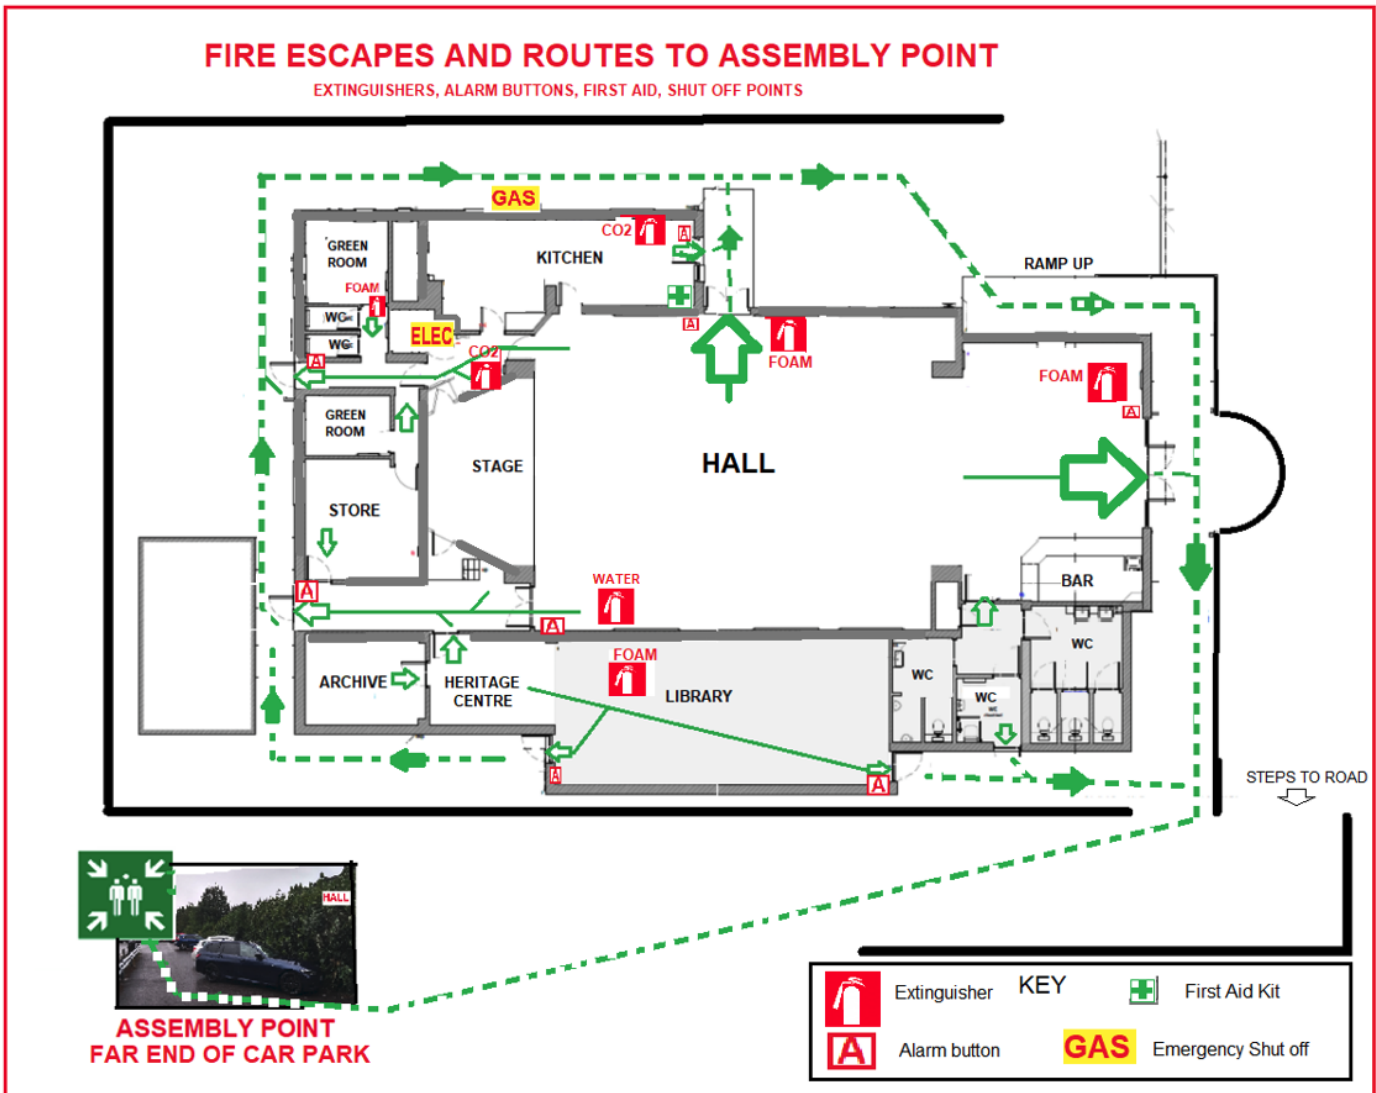 FIRE ESCAPES AND ROUTES TO ASSEMBLY POINT
EXTINGUISHERS, ALARM BUTTONS, FIRST AID, SHUT OFF POINTS
GAS
GREEN
ROOM
CO2
A
KITCHEN
RAMP UP
FOAM
WC
WC
ELEC
A
CO2
A
FOAM
FOAM
A
GREEN
ROOM
STAGE
HALL
STORE
A
WATER
BAR
A
FOAM
WC
ARCHIVE
HERITAGE
CENTRE
LIBRARY
WC
WC
A
A
STEPS TO ROAD
HALL
ASSEMBLY POINT
FAR END OF CAR PARK
KEY
Extinguisher
First Aid Kit
A
Alarm button
GAS
Emergency Shut off